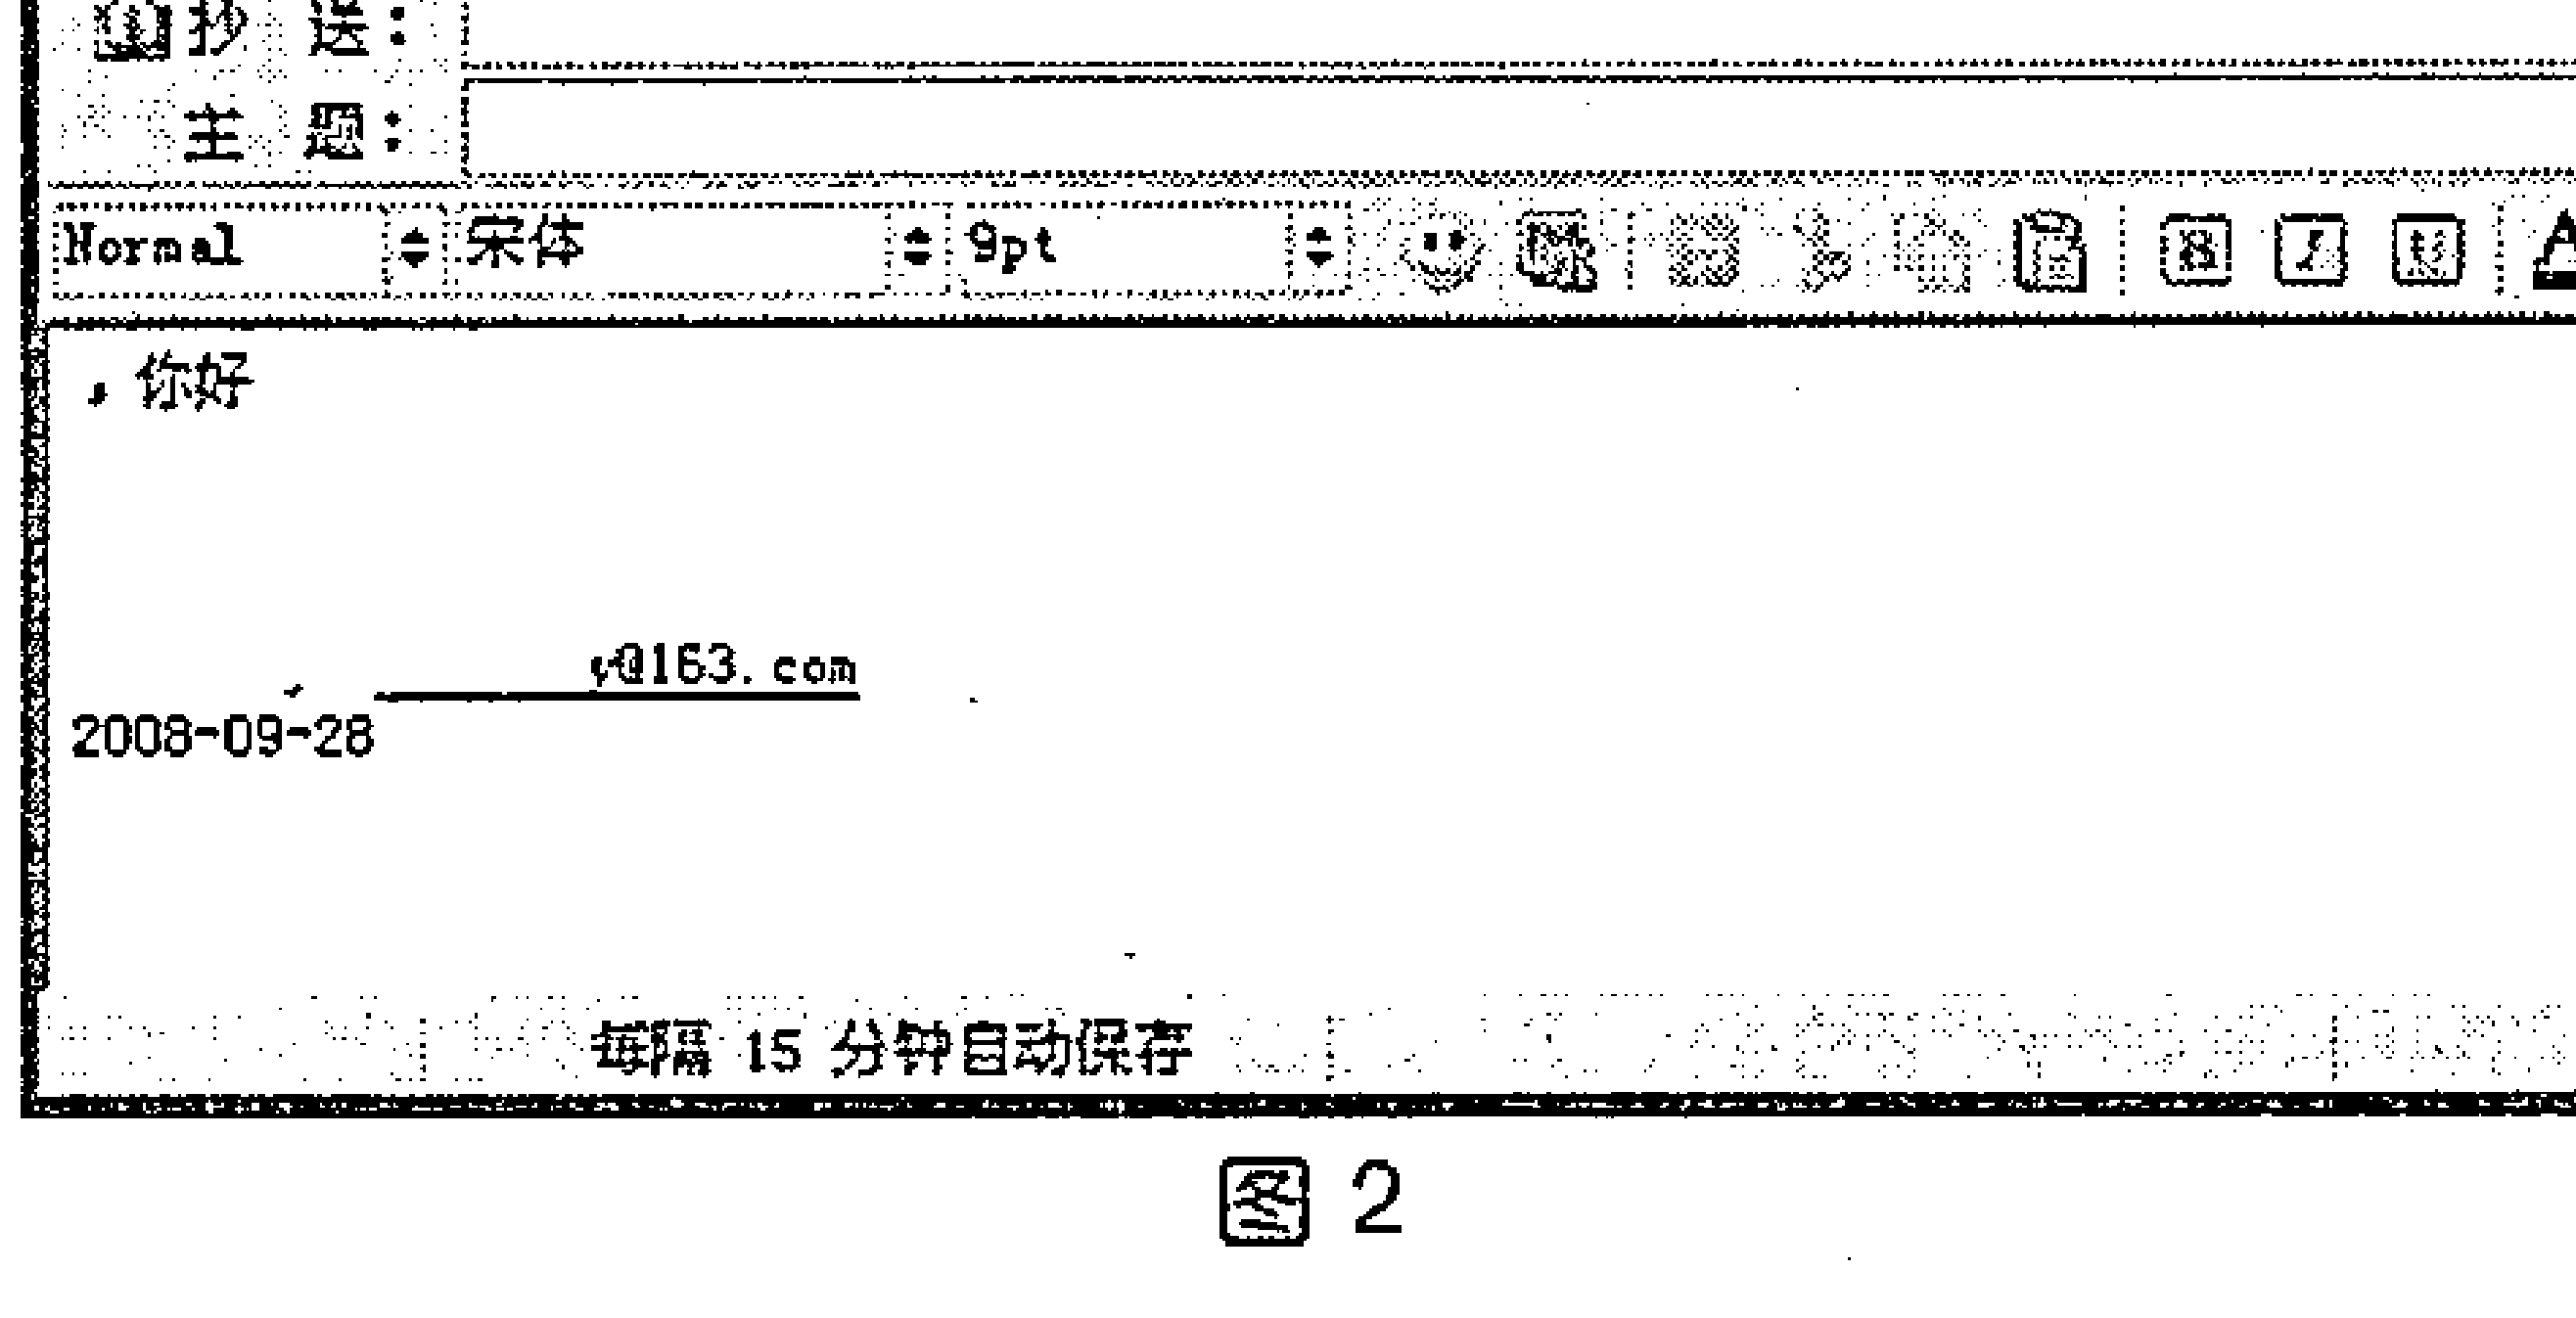 抄 送：
主 题：
Normal 宋体 9pt B I U A
，你好
y@163.com
2008-09-28
每隔 15 分钟自动保存
图 2